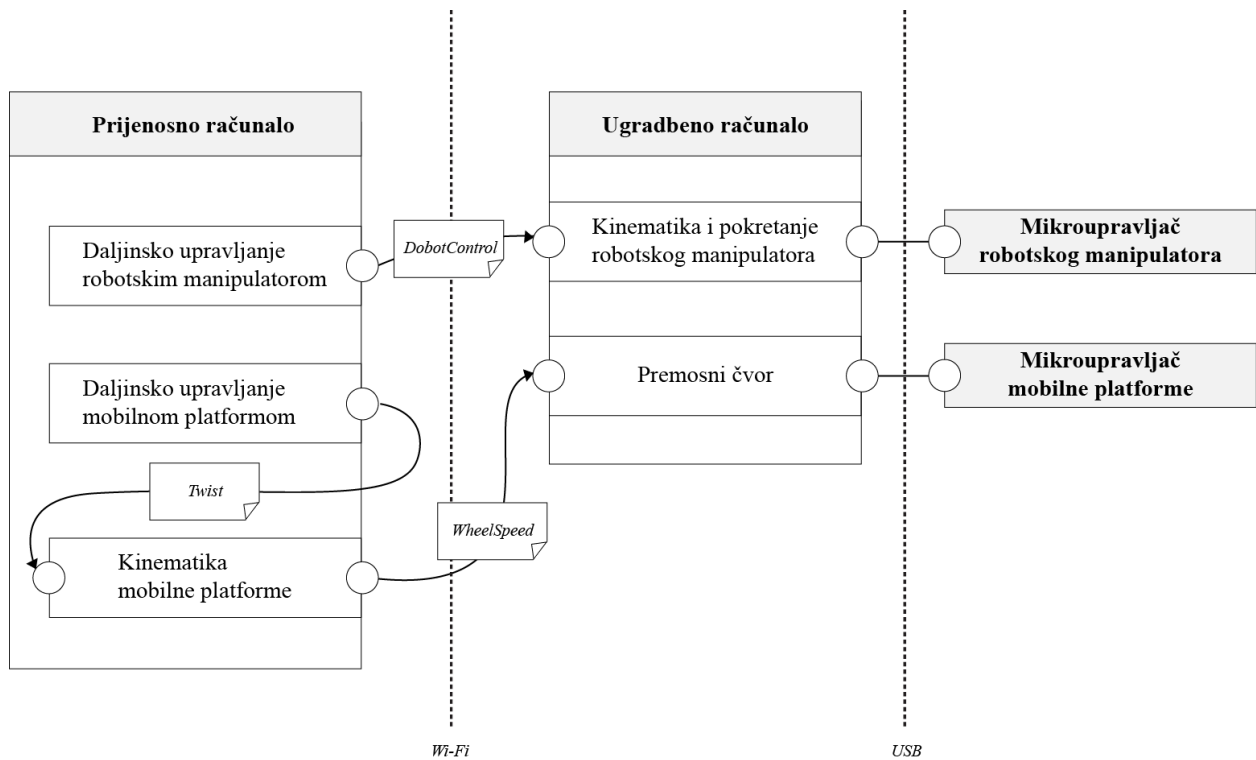 Prijenosno računalo
Daljinsko upravljanje
robotskim manipulatorom
Daljinsko upravljanje
mobilnom platformom
Twist
Kinematika
mobilne platforme
DobotControl
WheelSpeed
Wi-Fi
Ugradbeno računalo
Kinematika i pokretanje
robotskog manipulatora
Premosni čvor
USB
Mikroupravljač
robotskog manipulatora
Mikroupravljač
mobilne platforme